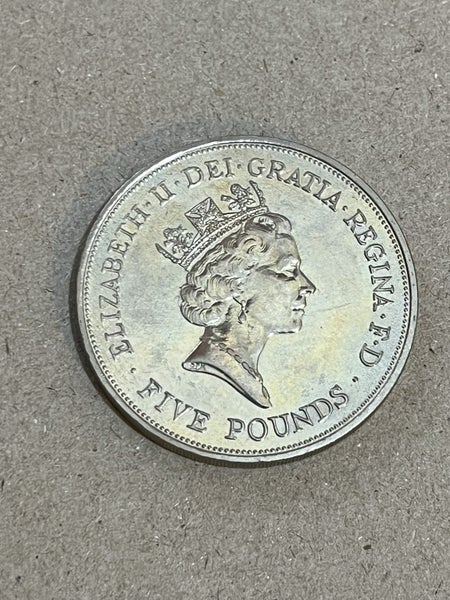 ELIZABETH · II · DEI · GRATIA · REGINA · F · D ·
FIVE POUNDS ·